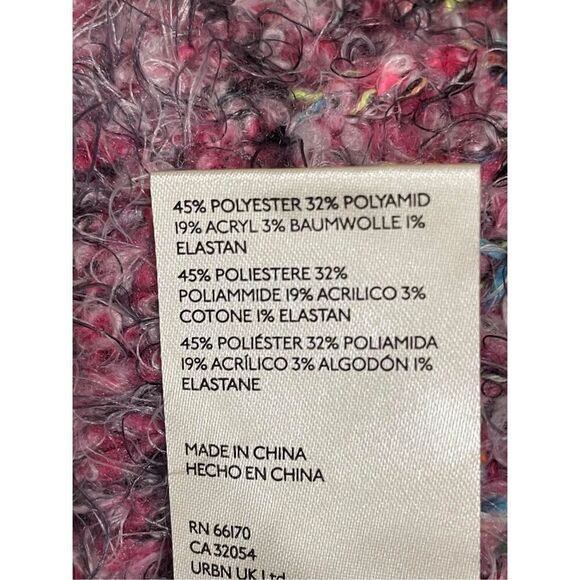 45% POLYESTER 32% POLYAMID
19% ACRYL 3% BAUMWOLLE 1%
ELASTAN
45% POLIESTERE 32%
POLIAMMIDE 19% ACRILICO 3%
COTONE 1% ELASTAN
45% POLIÉSTER 32% POLIAMIDA
19% ACRÍLICO 3% ALGODÓN 1%
ELASTANE
MADE IN CHINA
HECHO EN CHINA
RN 66170
CA 32054
URBN UK Ltd